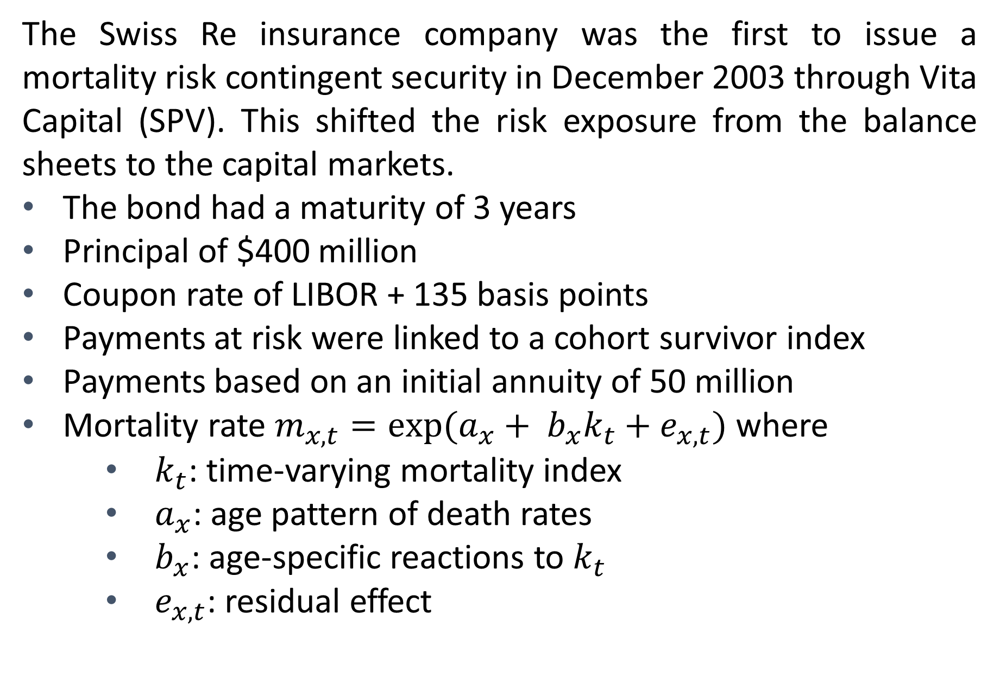 The Swiss Re insurance company was the first to issue a
mortality risk contingent security in December 2003 through Vita
Capital (SPV). This shifted the risk exposure from the balance
sheets to the capital markets.
• The bond had a maturity of 3 years
• Principal of $400 million
• Coupon rate of LIBOR + 135 basis points
• Payments at risk were linked to a cohort survivor index
• Payments based on an initial annuity of 50 million
• Mortality rate $m_{x,t} = \exp(a_x + b_x k_t + e_{x,t})$ where
• $k_t$: time-varying mortality index
• $a_x$: age pattern of death rates
• $b_x$: age-specific reactions to $k_t$
• $e_{x,t}$: residual effect